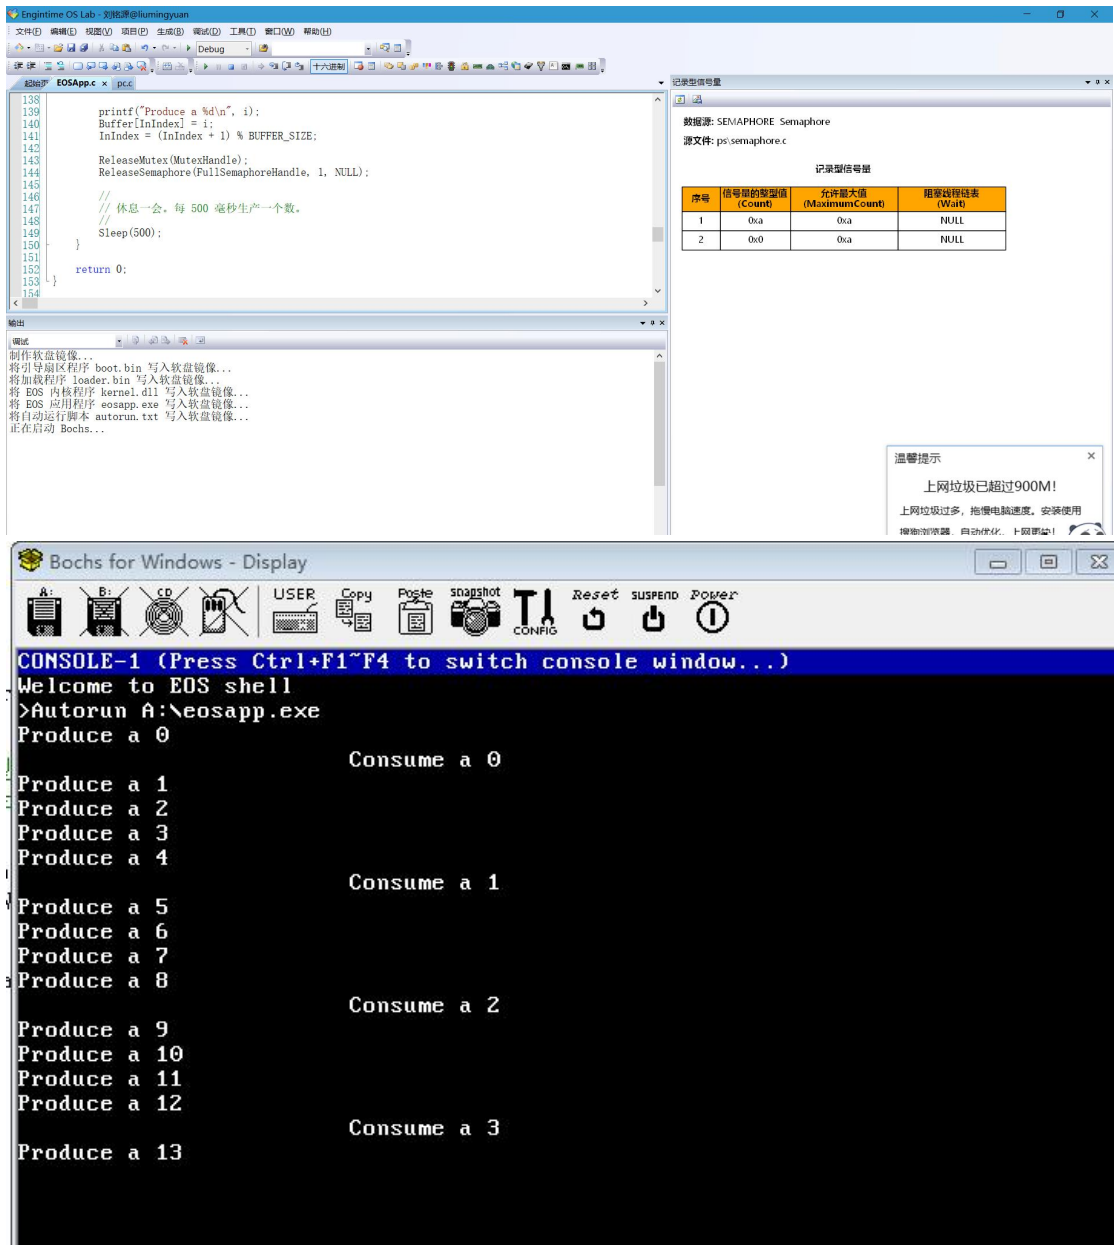 Engintime OS Lab - 刘铭源@liumingyuan
文件(F) 编辑(E) 视图(V) 项目(P) 生成(B) 调试(D) 工具(T) 窗口(W) 帮助(H)
Debug
十六进制
起始页 EOSApp.c × pc.c
138
139 printf("Produce a %d\n", i);
140 Buffer[InIndex] = i;
141 InIndex = (InIndex + 1) % BUFFER_SIZE;
142
143 ReleaseMutex(MutexHandle);
144 ReleaseSemaphore(FullSemaphoreHandle, 1, NULL);
145
146 //
147 // 休息一会。每 500 毫秒生产一个数。
148 //
149 Sleep(500);
150 }
151
152 return 0;
153 }
154
输出
调试
制作软盘镜像...
将引导扇区程序 boot.bin 写入软盘镜像...
将加载程序 loader.bin 写入软盘镜像...
将 EOS 内核程序 kernel.dll 写入软盘镜像...
将 EOS 应用程序 eosapp.exe 写入软盘镜像...
将自动运行脚本 autorun.txt 写入软盘镜像...
正在启动 Bochs...
记录型信号量
数据源: SEMAPHORE Semaphore
源文件: ps\semaphore.c
记录型信号量
序号 信号量的整型值 (Count) 允许最大值 (MaximumCount) 阻塞线程链表 (Wait)
1 0xa 0xa NULL
2 0x0 0xa NULL
温馨提示
上网垃圾已超过900M!
上网垃圾过多，拖慢电脑速度。安装使用
搜狗浏览器，自动优化，上网更快!
Bochs for Windows - Display
A: B: CD USER Copy Paste snapshot CONFIG Reset SUSPEND Power
CONSOLE-1 (Press Ctrl+F1~F4 to switch console window...)
Welcome to EOS shell
>Autorun A:\eosapp.exe
Produce a 0
Consume a 0
Produce a 1
Produce a 2
Produce a 3
Produce a 4
Consume a 1
Produce a 5
Produce a 6
Produce a 7
Produce a 8
Consume a 2
Produce a 9
Produce a 10
Produce a 11
Produce a 12
Consume a 3
Produce a 13